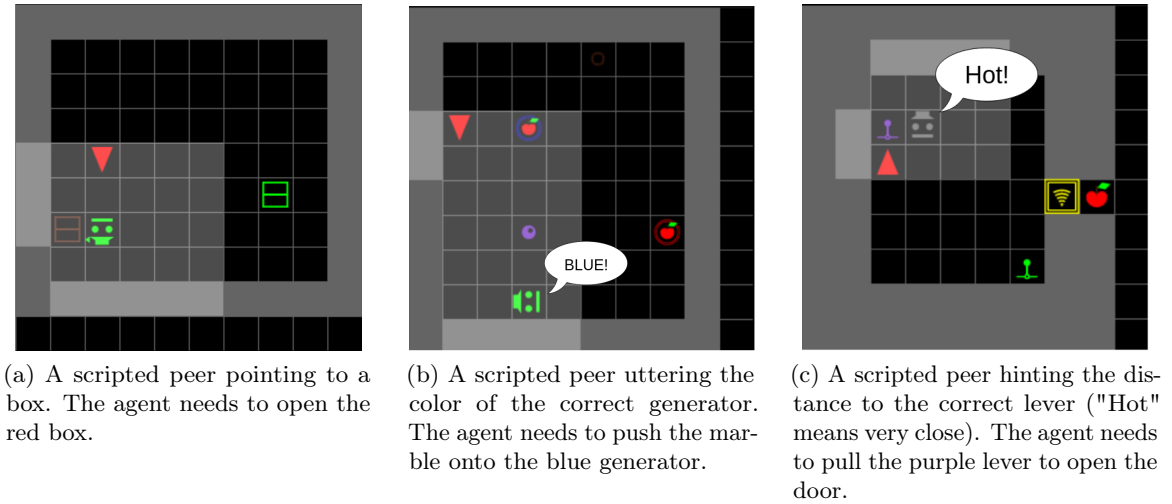 BLUE!
Hot!
(a) A scripted peer pointing to a
box. The agent needs to open the
red box.
(b) A scripted peer uttering the
color of the correct generator.
The agent needs to push the mar-
ble onto the blue generator.
(c) A scripted peer hinting the dis-
tance to the correct lever ("Hot"
means very close). The agent needs
to pull the purple lever to open the
door.